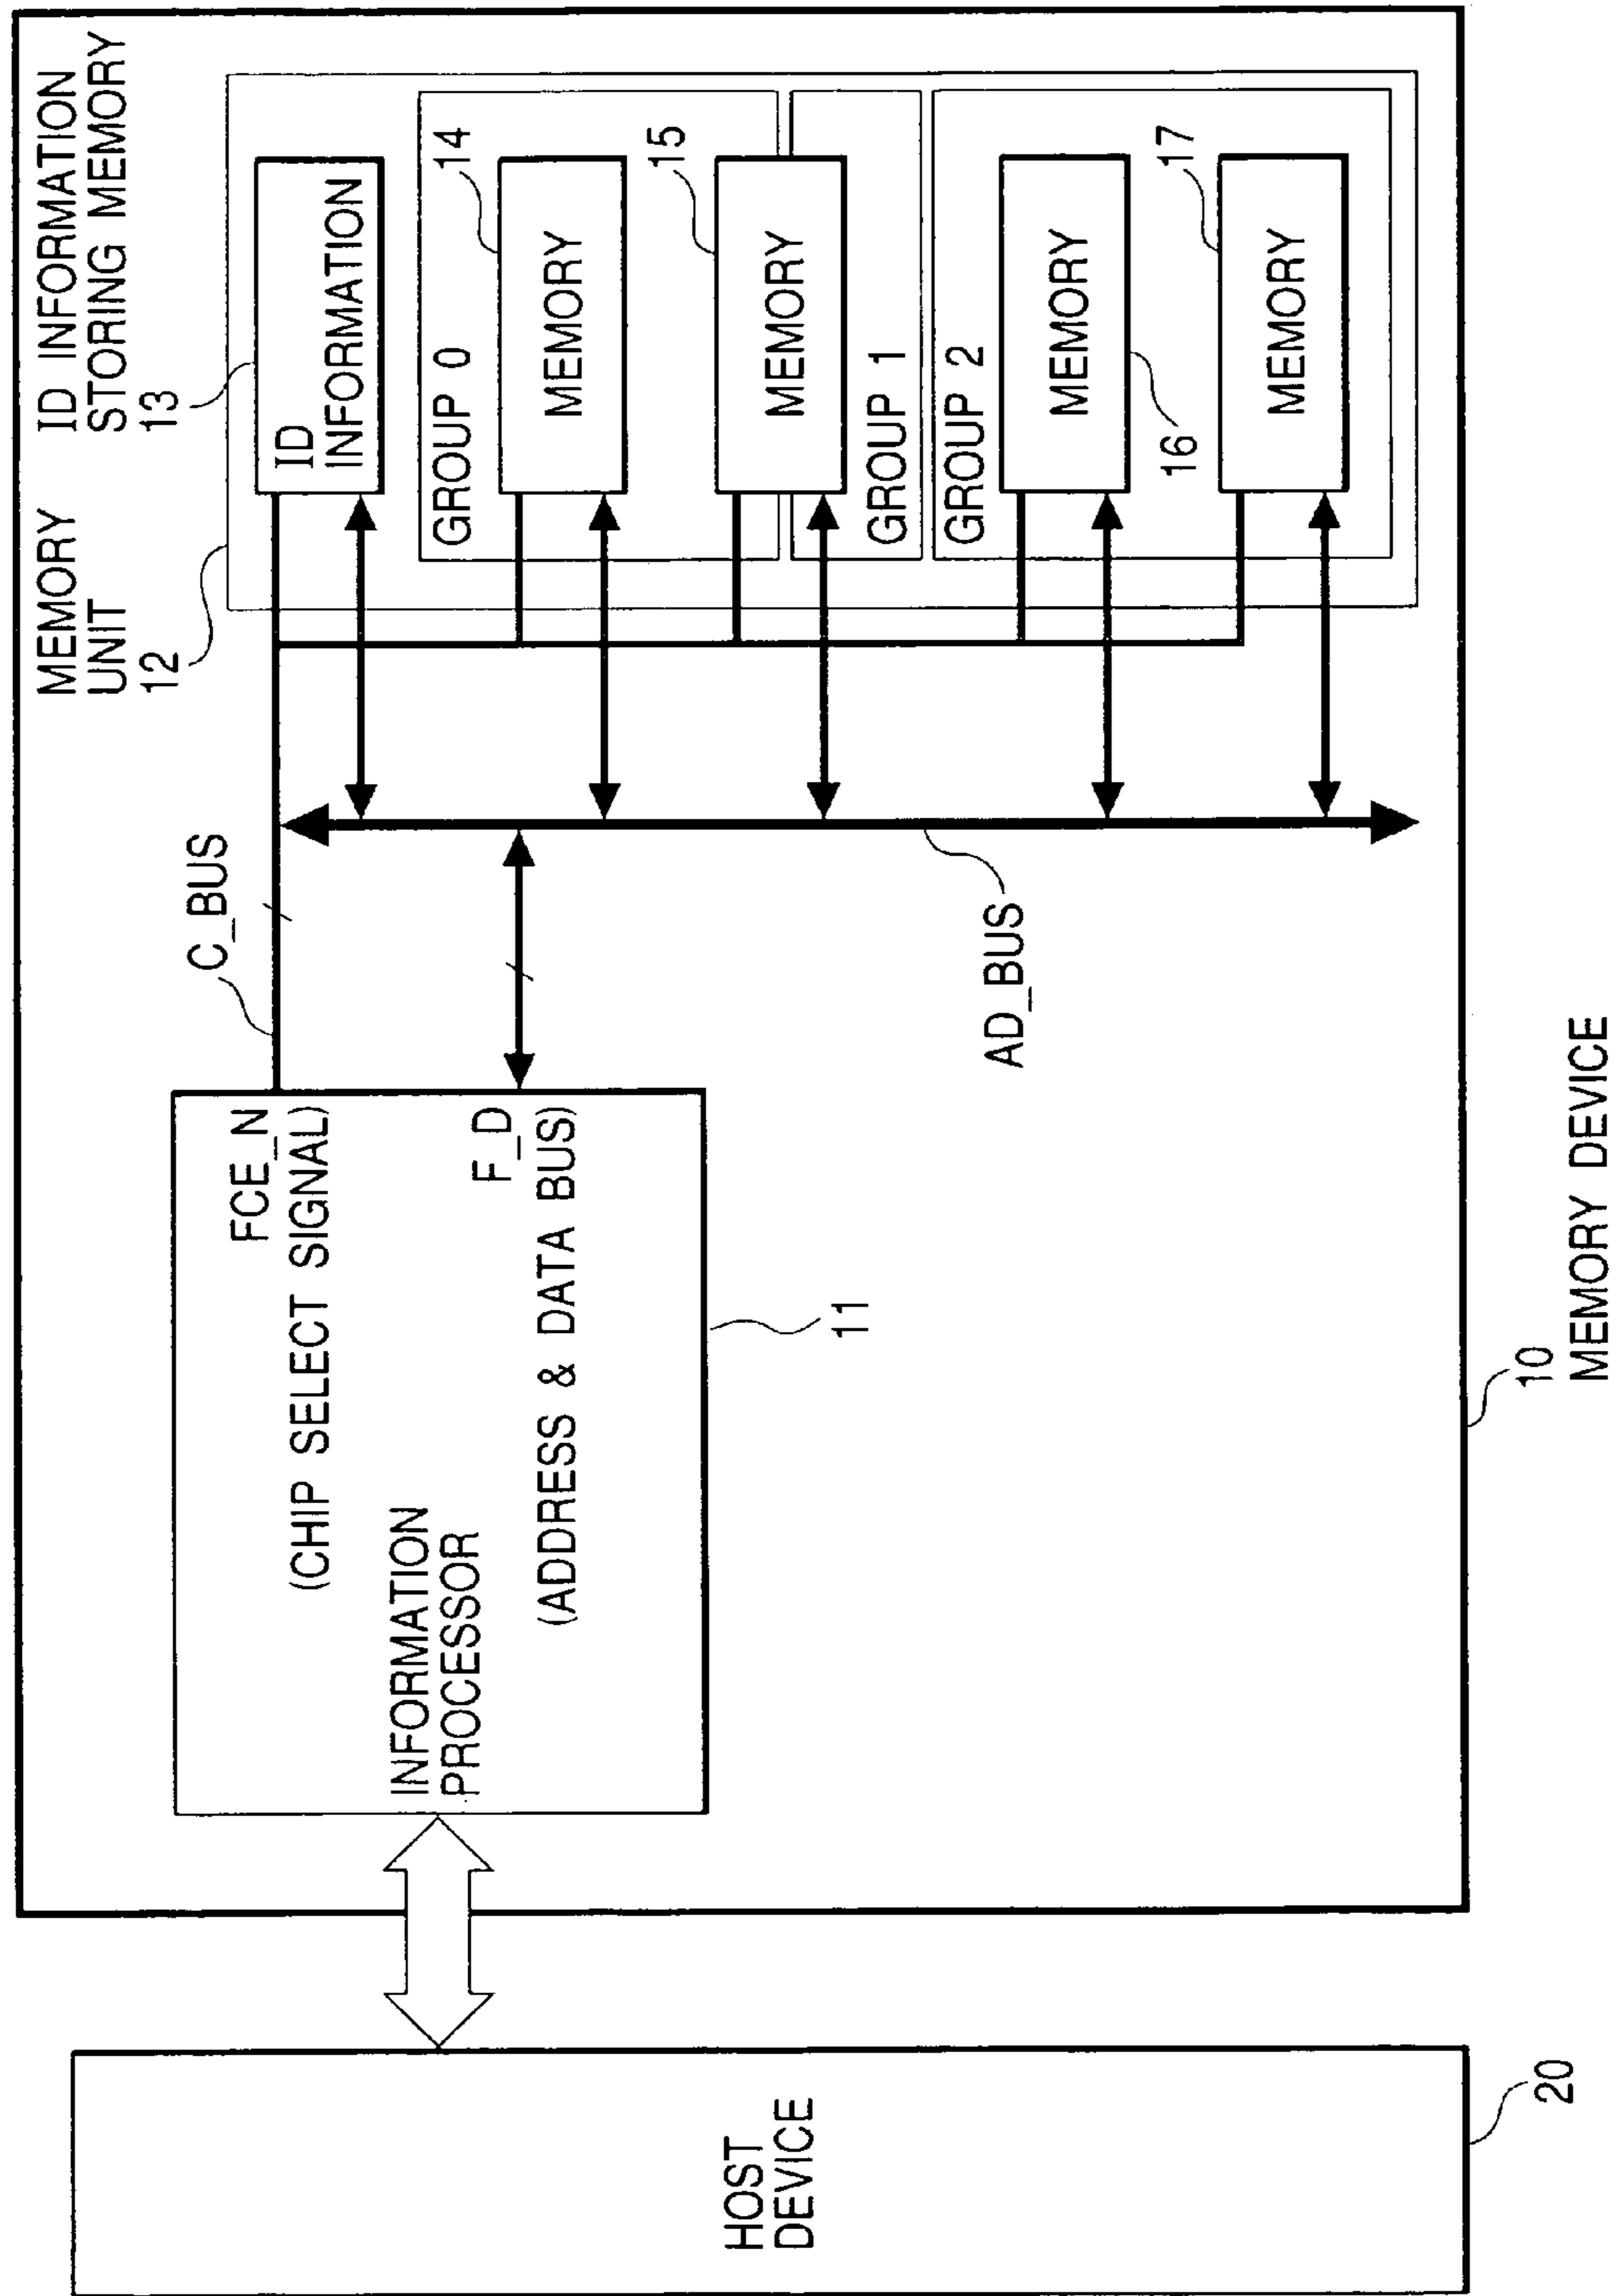 HOST
DEVICE
20
INFORMATION
PROCESSOR
FCE_N
(CHIP SELECT SIGNAL)
F_D
(ADDRESS & DATA BUS)
11
C_BUS
AD_BUS
MEMORY
UNIT
12
ID INFORMATION
STORING MEMORY
13
ID
INFORMATION
GROUP 0
14
MEMORY
15
MEMORY
GROUP 1
GROUP 2
MEMORY
16
17
MEMORY
10
MEMORY DEVICE